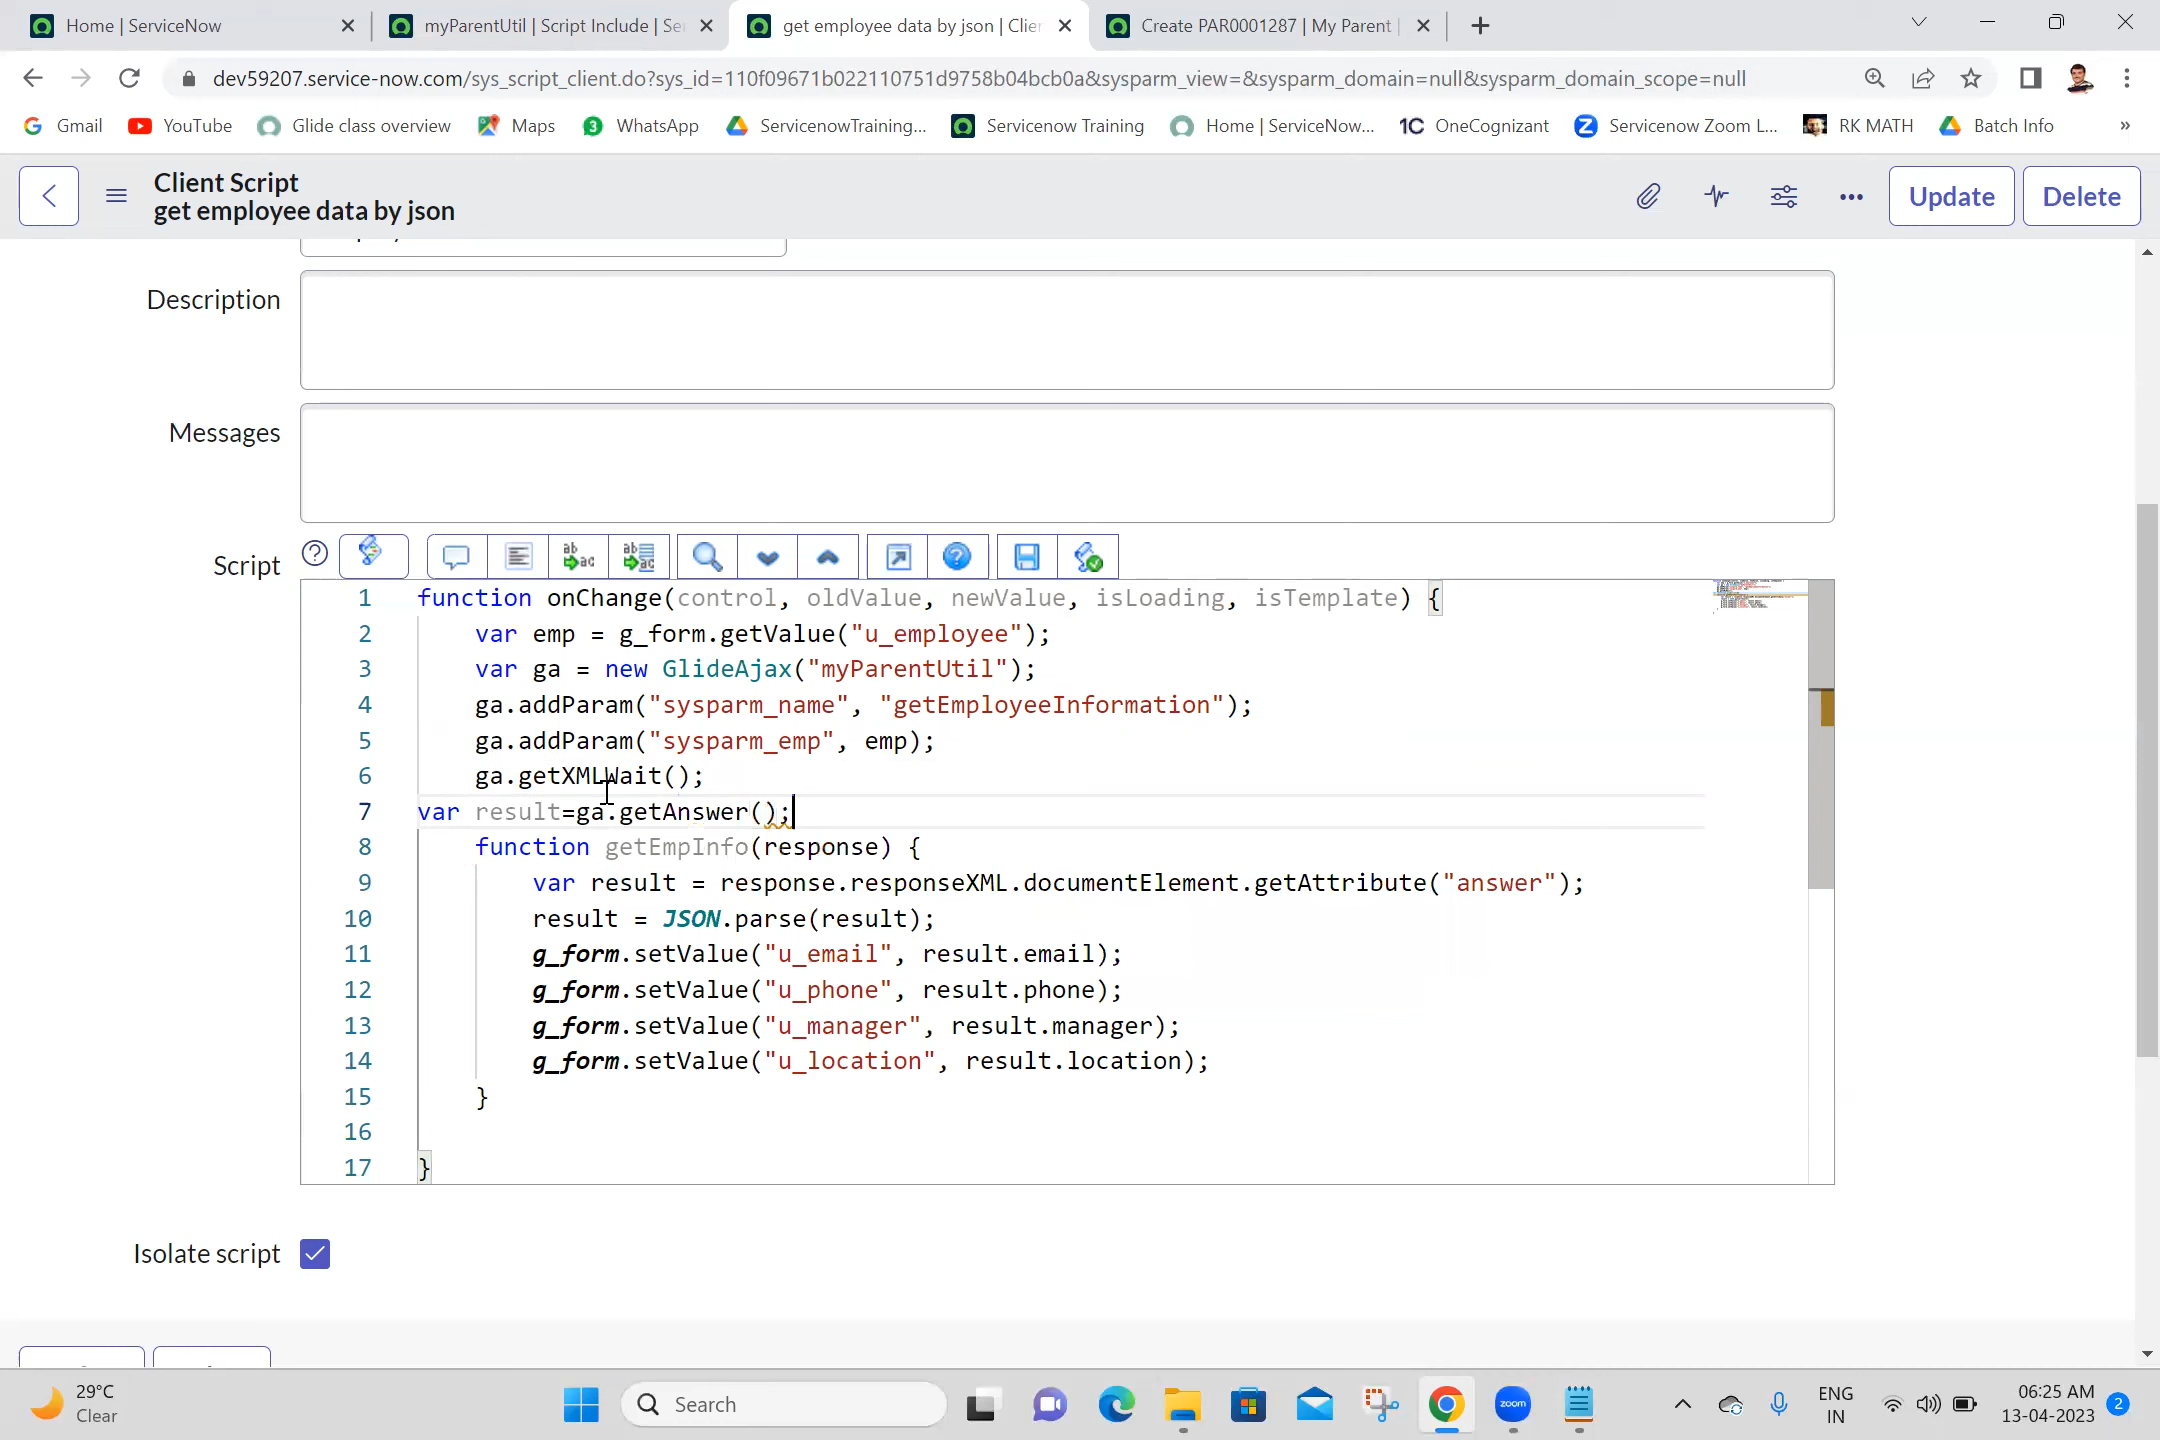 Home | ServiceNow
myParentUtil | Script Include | Se
get employee data by json | Clie
Create PAR0001287 | My Parent |
dev59207.service-now.com/sys_script_client.do?sys_id=110f09671b022110751d9758b04bcb0a&sysparm_view=&sysparm_domain=null&sysparm_domain_scope=null
Gmail YouTube Glide class overview Maps WhatsApp ServicenowTraining... Servicenow Training Home | ServiceNow... 1C OneCognizant Servicenow Zoom L... RK MATH Batch Info »
Client Script
get employee data by json
Update Delete
Description
Messages
Script
1 function onChange(control, oldValue, newValue, isLoading, isTemplate) {
2 var emp = g_form.getValue("u_employee");
3 var ga = new GlideAjax("myParentUtil");
4 ga.addParam("sysparm_name", "getEmployeeInformation");
5 ga.addParam("sysparm_emp", emp);
6 ga.getXMLWait();
7 var result=ga.getAnswer();
8 function getEmpInfo(response) {
9 var result = response.responseXML.documentElement.getAttribute("answer");
10 result = JSON.parse(result);
11 g_form.setValue("u_email", result.email);
12 g_form.setValue("u_phone", result.phone);
13 g_form.setValue("u_manager", result.manager);
14 g_form.setValue("u_location", result.location);
15 }
16
17 }
Isolate script
29°C
Clear
Search
zoom
ENG
IN
06:25 AM
13-04-2023
2